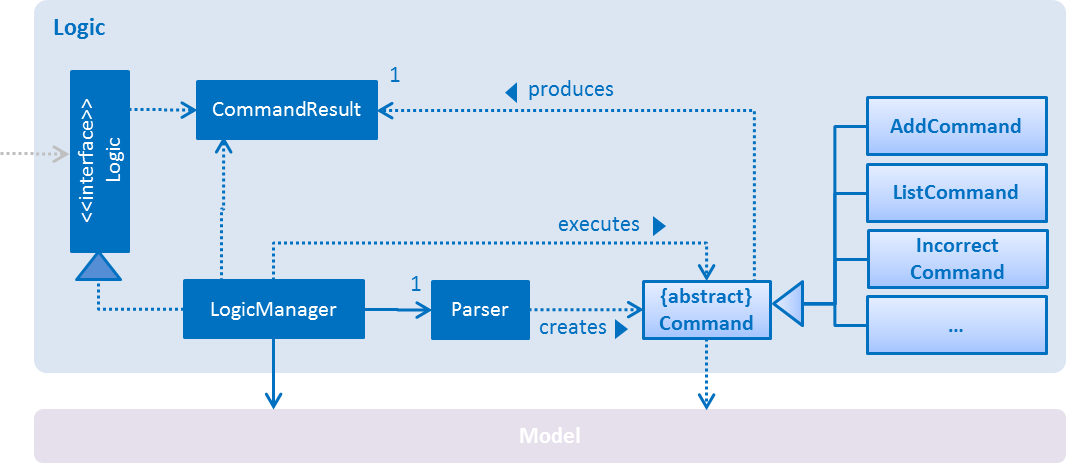 Logic
<<interface>>
Logic
CommandResult
1
produces
AddCommand
ListCommand
Incorrect
Command
...
executes
LogicManager
1
Parser
creates
{abstract}
Command
Model